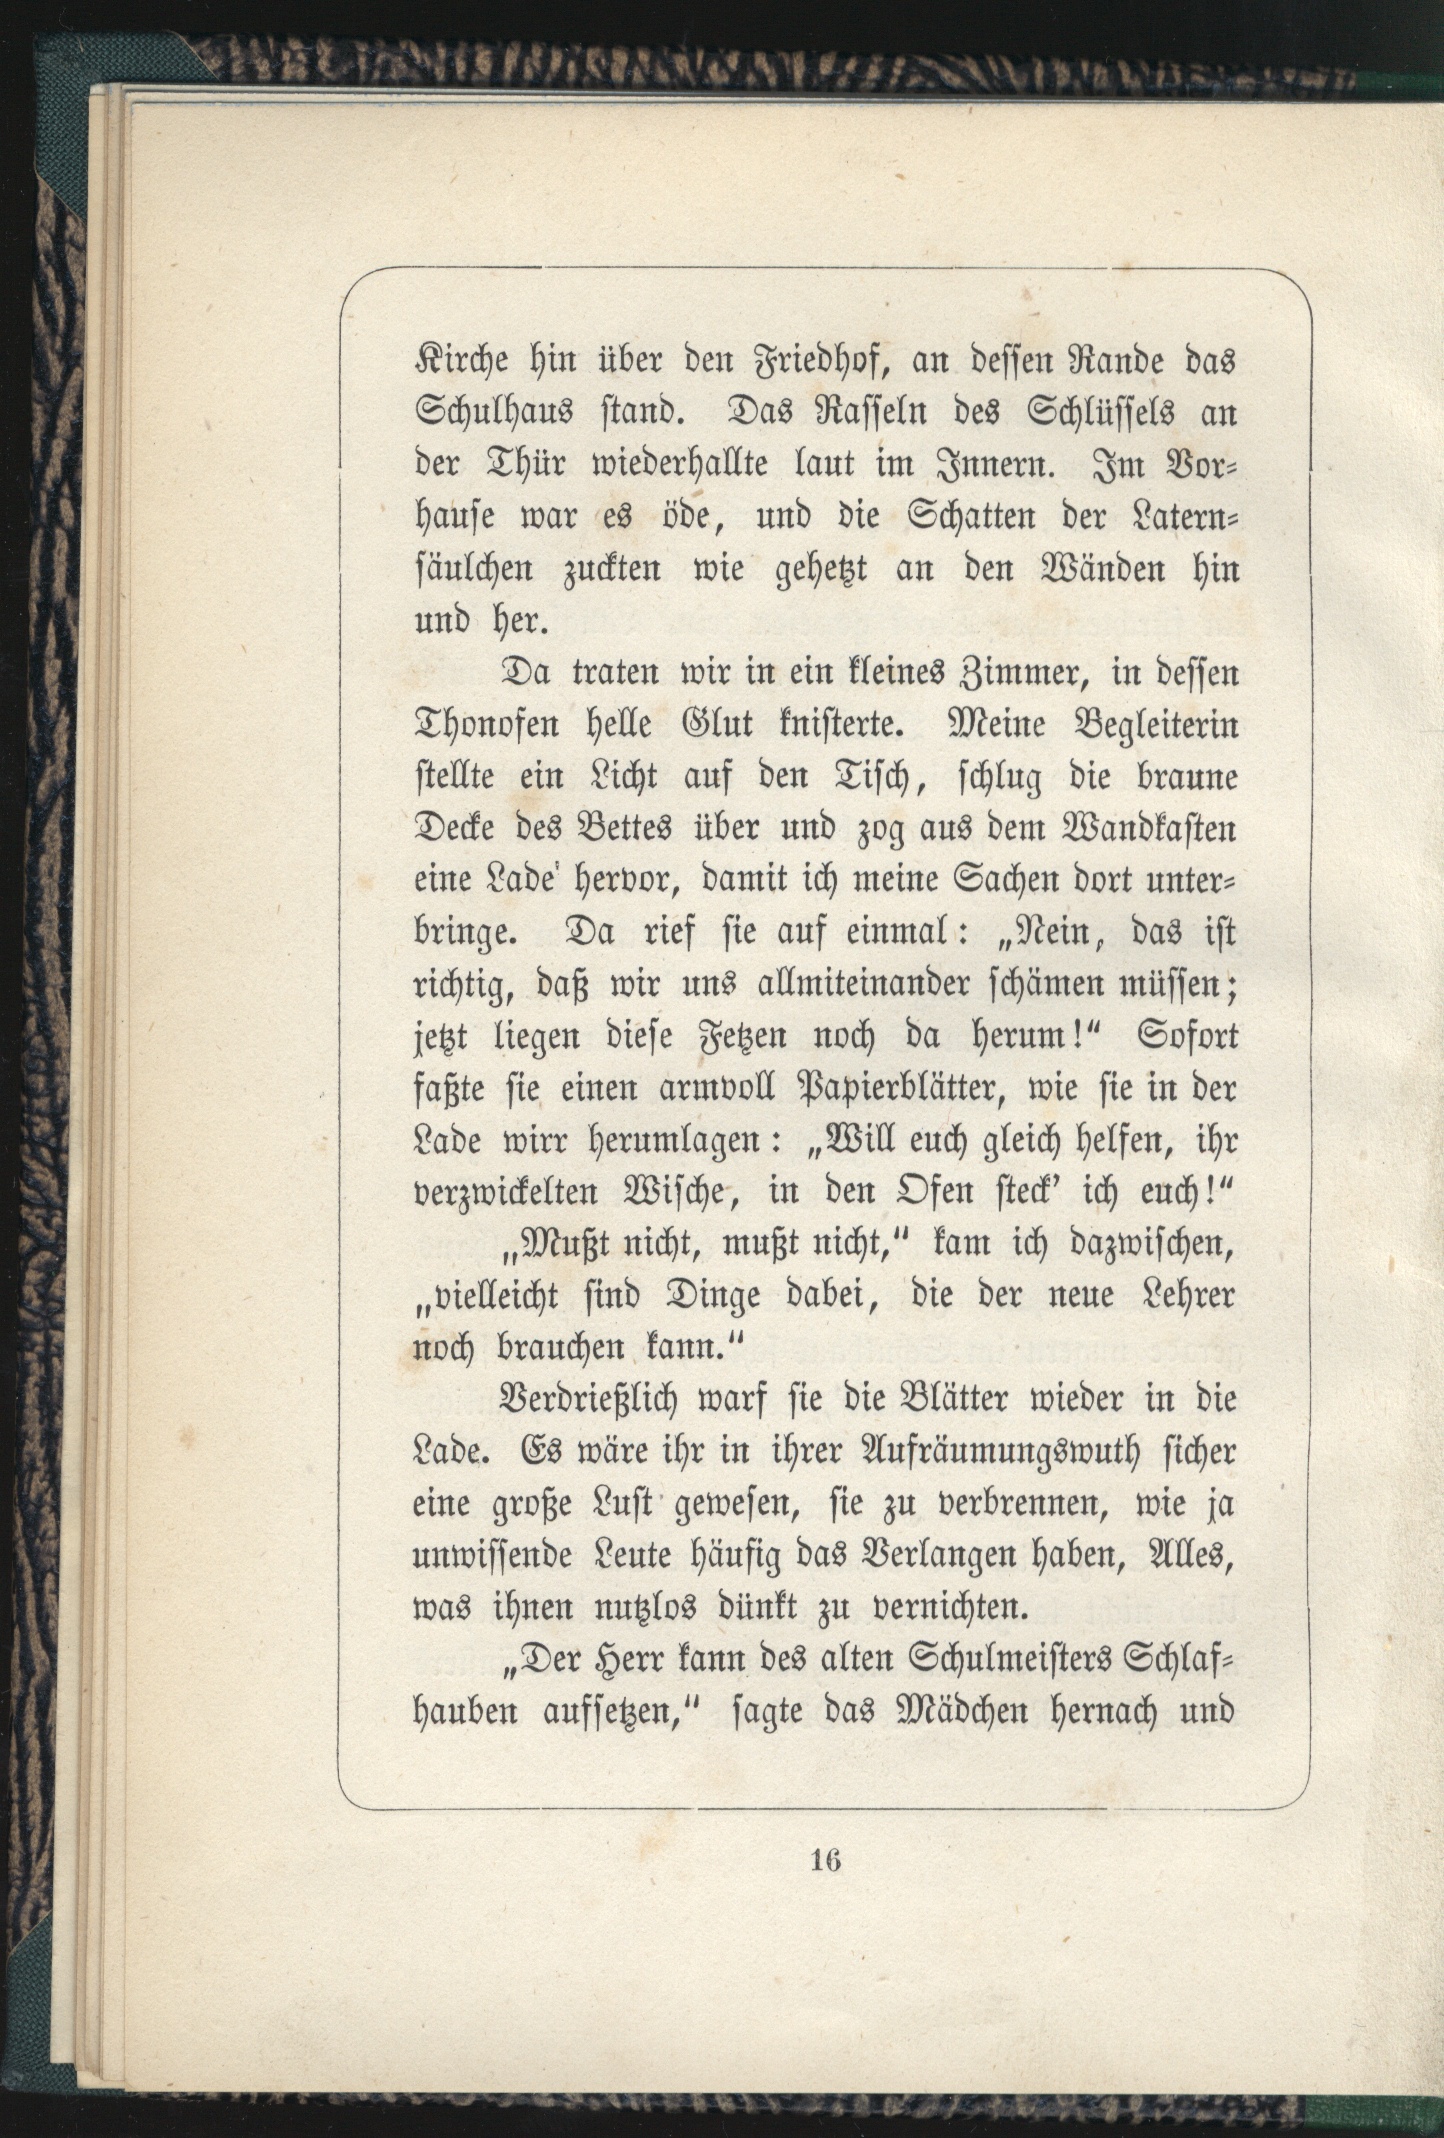 Kirche hin über den Friedhof, an dessen Rande das
Schulhaus stand. Das Rasseln des Schlüssels an
der Thür wiederhallte laut im Innern. Im Vor-
hause war es öde, und die Schatten der Latern-
säulchen zuckten wie gehetzt an den Wänden hin
und her.
Da traten wir in ein kleines Zimmer, in dessen
Thonofen helle Glut knisterte. Meine Begleiterin
stellte ein Licht auf den Tisch, schlug die braune
Decke des Bettes über und zog aus dem Wandkasten
eine Lade hervor, damit ich meine Sachen dort unter-
bringe. Da rief sie auf einmal: „Nein, das ist
richtig, daß wir uns allmiteinander schämen müssen;
jetzt liegen diese Fetzen noch da herum!“ Sofort
faßte sie einen armvoll Papierblätter, wie sie in der
Lade wirr herumlagen: „Will euch gleich helfen, ihr
verzwickelten Wische, in den Ofen steck’ ich euch!“
„Mußt nicht, mußt nicht,“ kam ich dazwischen,
„vielleicht sind Dinge dabei, die der neue Lehrer
noch brauchen kann.“
Verdrießlich warf sie die Blätter wieder in die
Lade. Es wäre ihr in ihrer Aufräumungswuth sicher
eine große Lust gewesen, sie zu verbrennen, wie ja
unwissende Leute häufig das Verlangen haben, Alles,
was ihnen nutzlos dünkt zu vernichten.
„Der Herr kann des alten Schulmeisters Schlaf-
hauben aufsetzen,“ sagte das Mädchen hernach und
16